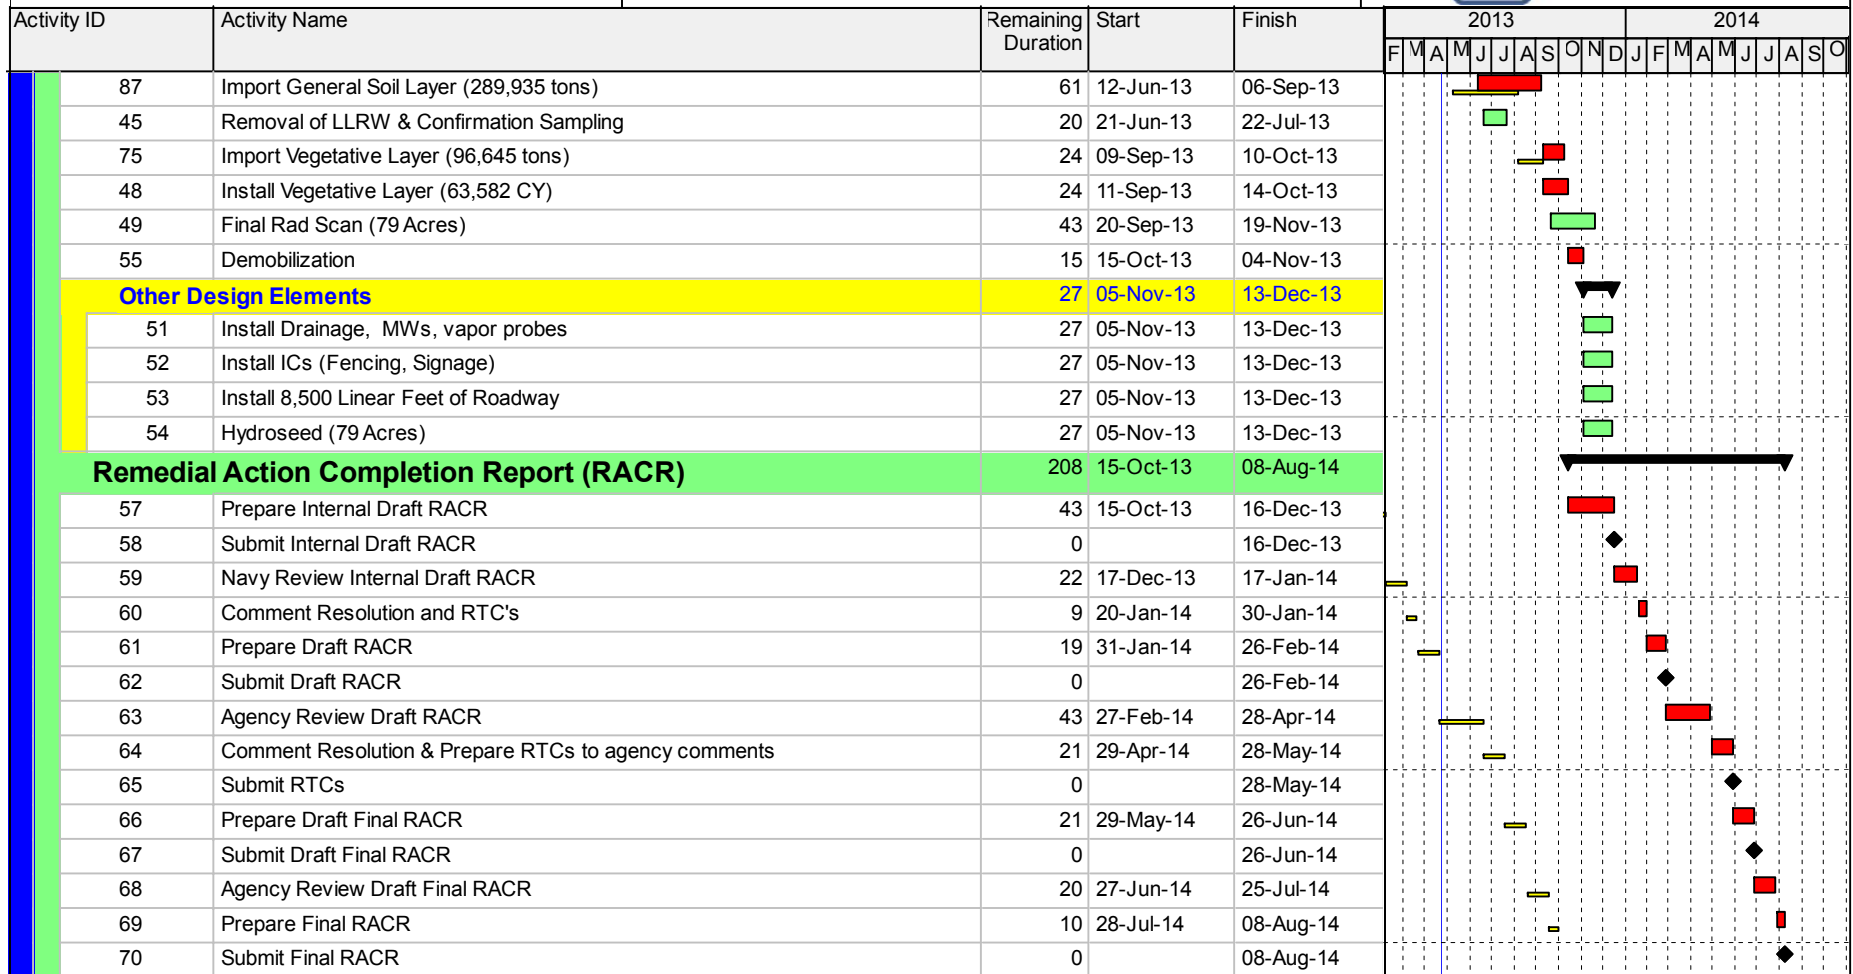 Activity ID Activity Name Remaining Duration Start Finish 2013 2014
F M A M J J A S O N D J F M A M J J A S O
87 Import General Soil Layer (289,935 tons) 61 12-Jun-13 06-Sep-13
45 Removal of LLRW & Confirmation Sampling 20 21-Jun-13 22-Jul-13
75 Import Vegetative Layer (96,645 tons) 24 09-Sep-13 10-Oct-13
48 Install Vegetative Layer (63,582 CY) 24 11-Sep-13 14-Oct-13
49 Final Rad Scan (79 Acres) 43 20-Sep-13 19-Nov-13
55 Demobilization 15 15-Oct-13 04-Nov-13
Other Design Elements 27 05-Nov-13 13-Dec-13
51 Install Drainage, MWs, vapor probes 27 05-Nov-13 13-Dec-13
52 Install ICs (Fencing, Signage) 27 05-Nov-13 13-Dec-13
53 Install 8,500 Linear Feet of Roadway 27 05-Nov-13 13-Dec-13
54 Hydroseed (79 Acres) 27 05-Nov-13 13-Dec-13
Remedial Action Completion Report (RACR) 208 15-Oct-13 08-Aug-14
57 Prepare Internal Draft RACR 43 15-Oct-13 16-Dec-13
58 Submit Internal Draft RACR 0 16-Dec-13
59 Navy Review Internal Draft RACR 22 17-Dec-13 17-Jan-14
60 Comment Resolution and RTC's 9 20-Jan-14 30-Jan-14
61 Prepare Draft RACR 19 31-Jan-14 26-Feb-14
62 Submit Draft RACR 0 26-Feb-14
63 Agency Review Draft RACR 43 27-Feb-14 28-Apr-14
64 Comment Resolution & Prepare RTCs to agency comments 21 29-Apr-14 28-May-14
65 Submit RTCs 0 28-May-14
66 Prepare Draft Final RACR 21 29-May-14 26-Jun-14
67 Submit Draft Final RACR 0 26-Jun-14
68 Agency Review Draft Final RACR 20 27-Jun-14 25-Jul-14
69 Prepare Final RACR 10 28-Jul-14 08-Aug-14
70 Submit Final RACR 0 08-Aug-14